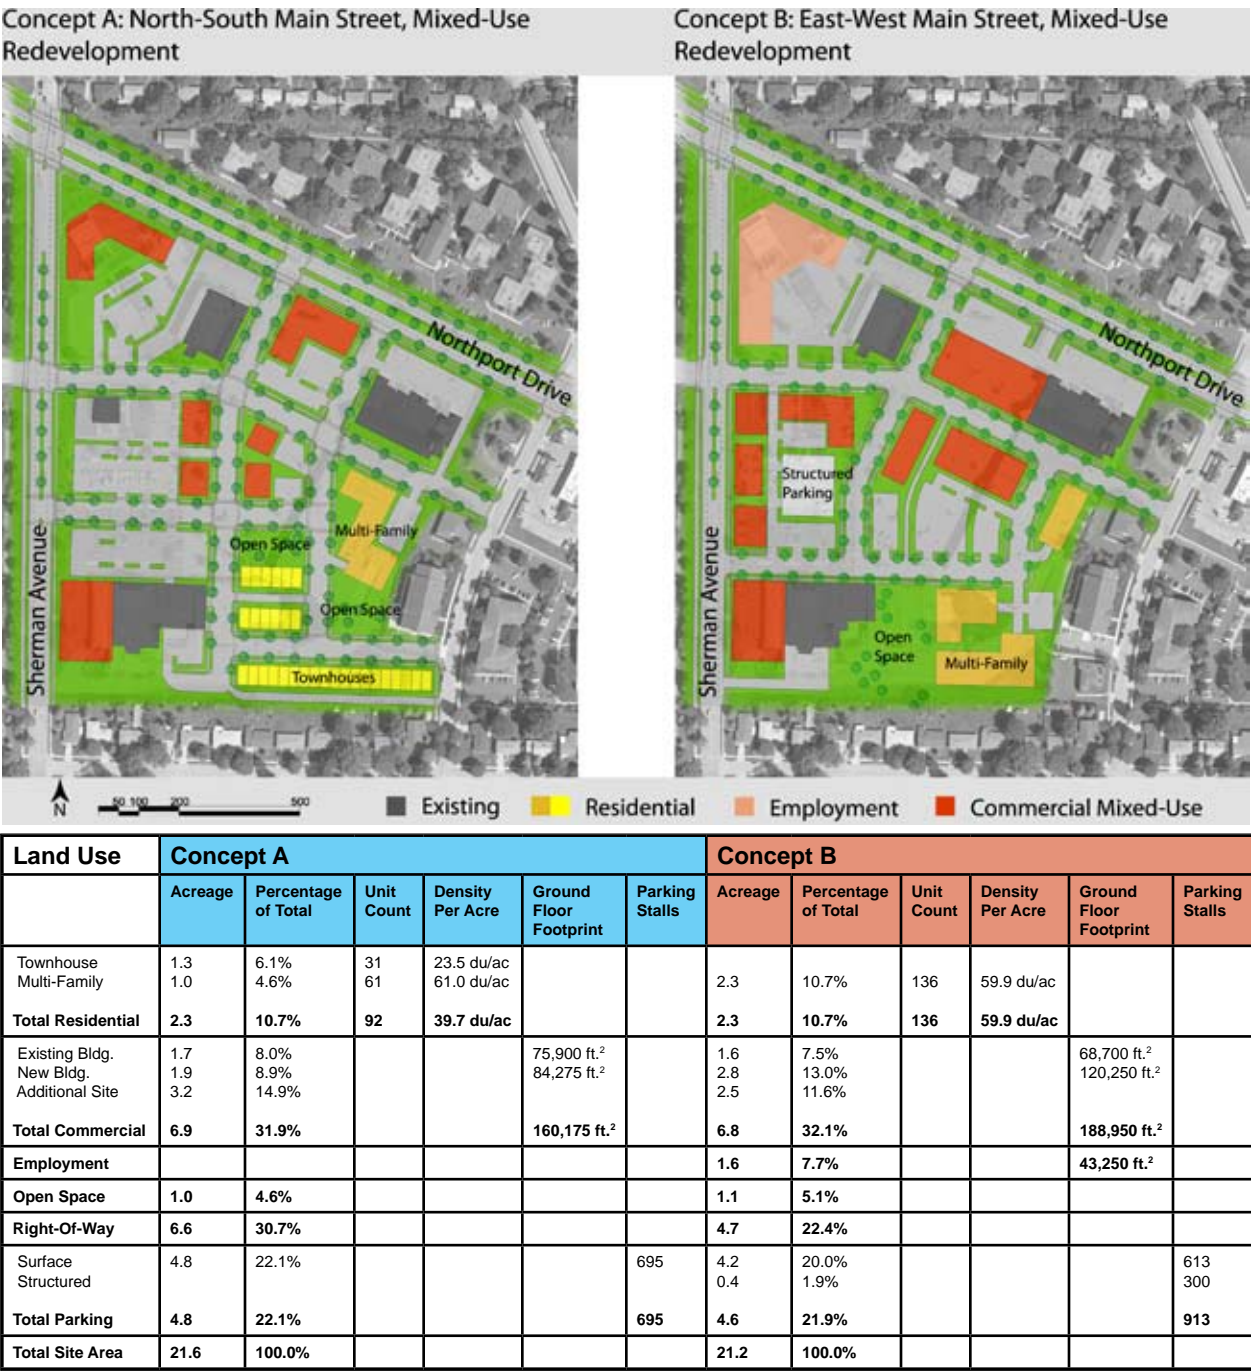 Concept A: North-South Main Street, Mixed-Use
Redevelopment
Concept B: East-West Main Street, Mixed-Use
Redevelopment
Northport Drive
Sherman Avenue
Multi-Family
Open Space
Open Space
Townhouses
Northport Drive
Structured
Parking
Sherman Avenue
Open
Space
Multi-Family
N
50 100 200 500
Existing Residential Employment Commercial Mixed-Use
Land Use Concept A Concept B
Acreage Percentage of Total Unit Count Density Per Acre Ground Floor Footprint Parking Stalls Acreage Percentage of Total Unit Count Density Per Acre Ground Floor Footprint Parking Stalls
Townhouse 1.3 6.1% 31 23.5 du/ac
Multi-Family 1.0 4.6% 61 61.0 du/ac 2.3 10.7% 136 59.9 du/ac
Total Residential 2.3 10.7% 92 39.7 du/ac 2.3 10.7% 136 59.9 du/ac
Existing Bldg. 1.7 8.0% 75,900 ft.² 1.6 7.5% 68,700 ft.²
New Bldg. 1.9 8.9% 84,275 ft.² 2.8 13.0% 120,250 ft.²
Additional Site 3.2 14.9% 2.5 11.6%
Total Commercial 6.9 31.9% 160,175 ft.² 6.8 32.1% 188,950 ft.²
Employment 1.6 7.7% 43,250 ft.²
Open Space 1.0 4.6% 1.1 5.1%
Right-Of-Way 6.6 30.7% 4.7 22.4%
Surface 4.8 22.1% 695 4.2 20.0% 613
Structured 0.4 1.9% 300
Total Parking 4.8 22.1% 695 4.6 21.9% 913
Total Site Area 21.6 100.0% 21.2 100.0%